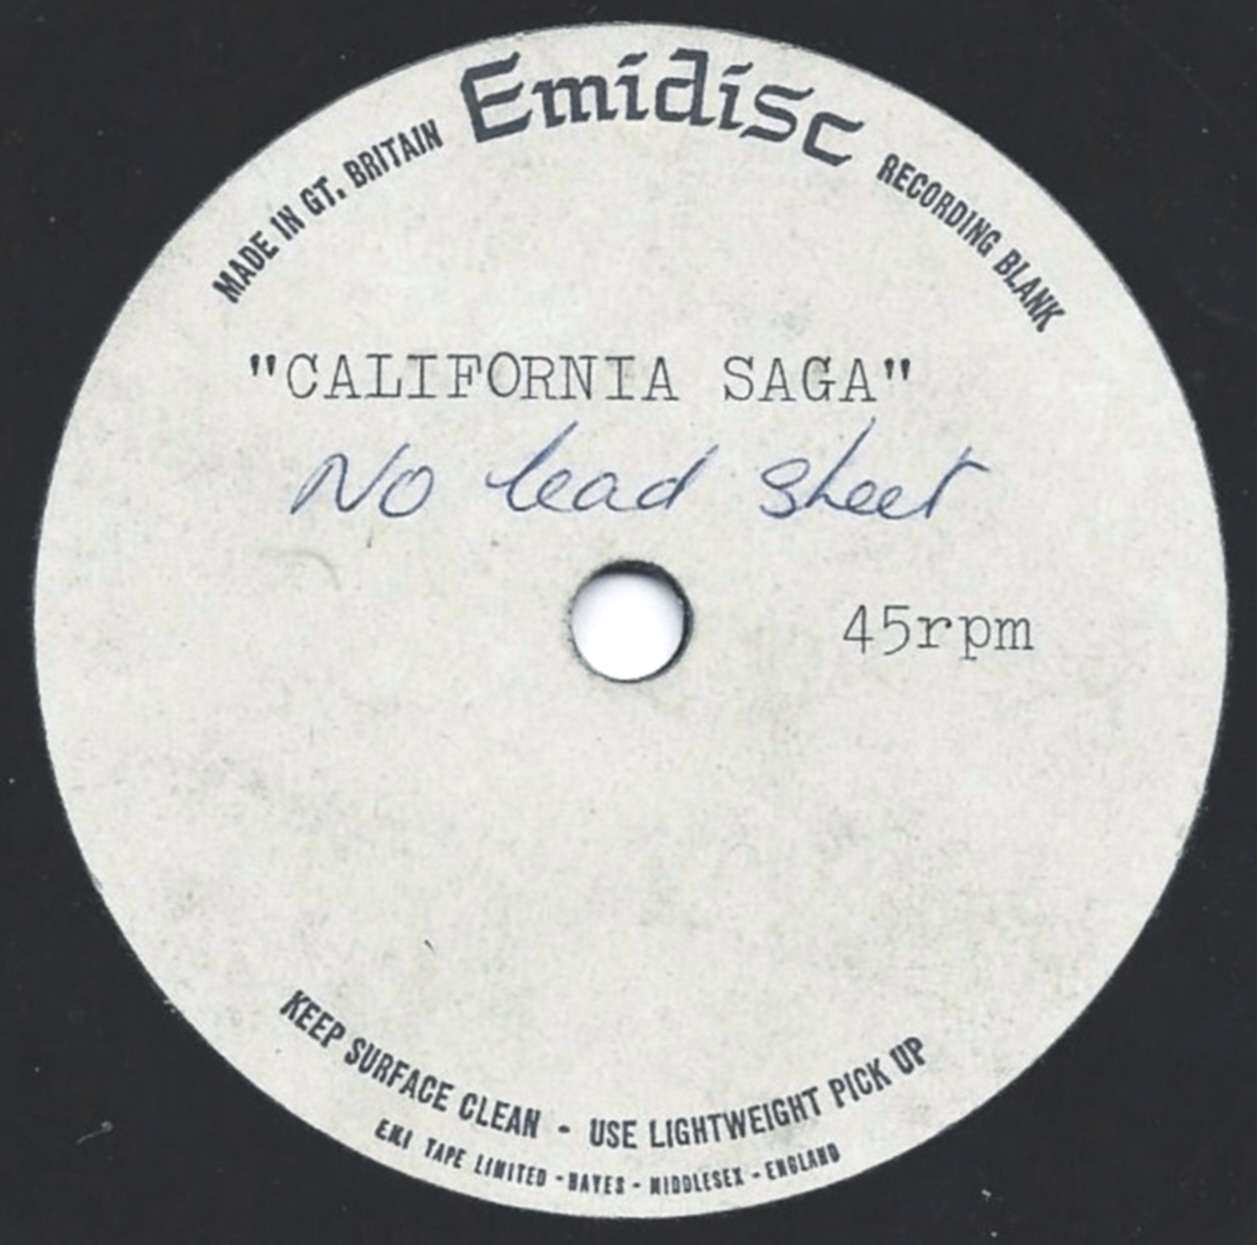 MADE IN GT. BRITAIN Emidisc RECORDING BLANK
"CALIFORNIA SAGA"
No lead sheet
45rpm
KEEP SURFACE CLEAN - USE LIGHTWEIGHT PICK UP
EMI TAPE LIMITED - HAYES - MIDDLESEX - ENGLAND